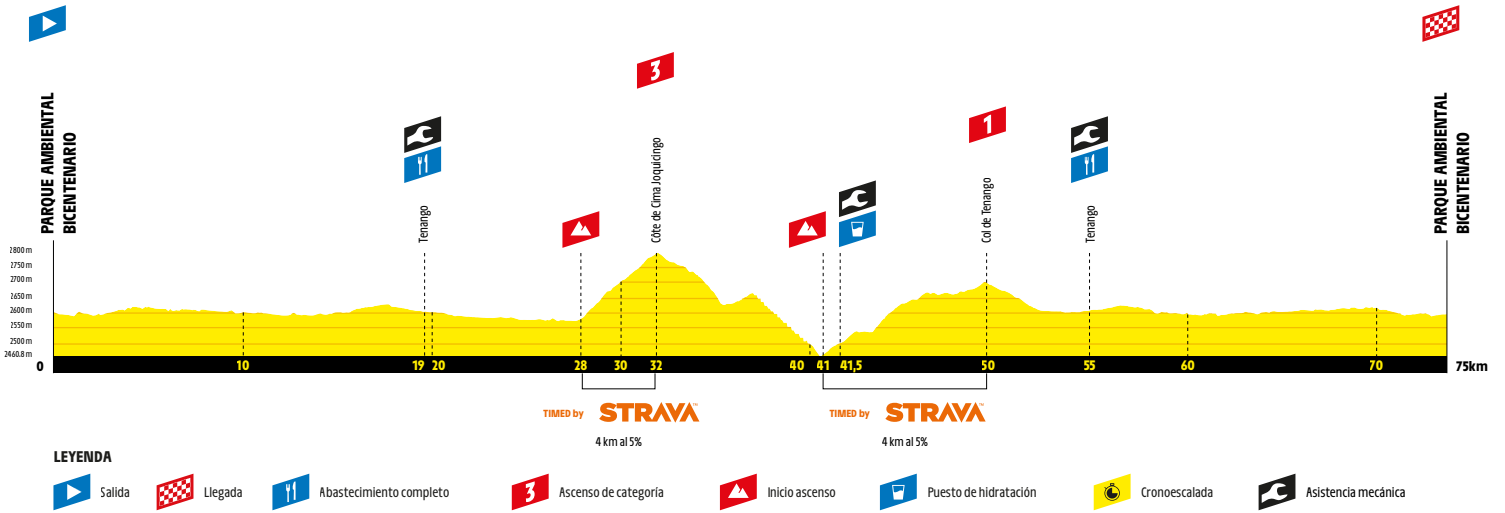 3
1
PARQUE AMBIENTAL
BICENTENARIO
Tenango
Côte de Cima Joquicingo
Col de Tenango
Tenango
PARQUE AMBIENTAL
BICENTENARIO
2800 m
2750 m
2700 m
2650 m
2600 m
2550 m
2500 m
2460.8 m
0
10
19
20
28
30
32
40
41
41,5
50
55
60
70
75km
TIMED by STRAVA™
TIMED by STRAVA™
4 km al 5%
4 km al 5%
LEYENDA
Salida
Llegada
Abastecimiento completo
3
Ascenso de categoría
Inicio ascenso
Puesto de hidratación
Cronoescalada
Asistencia mecánica